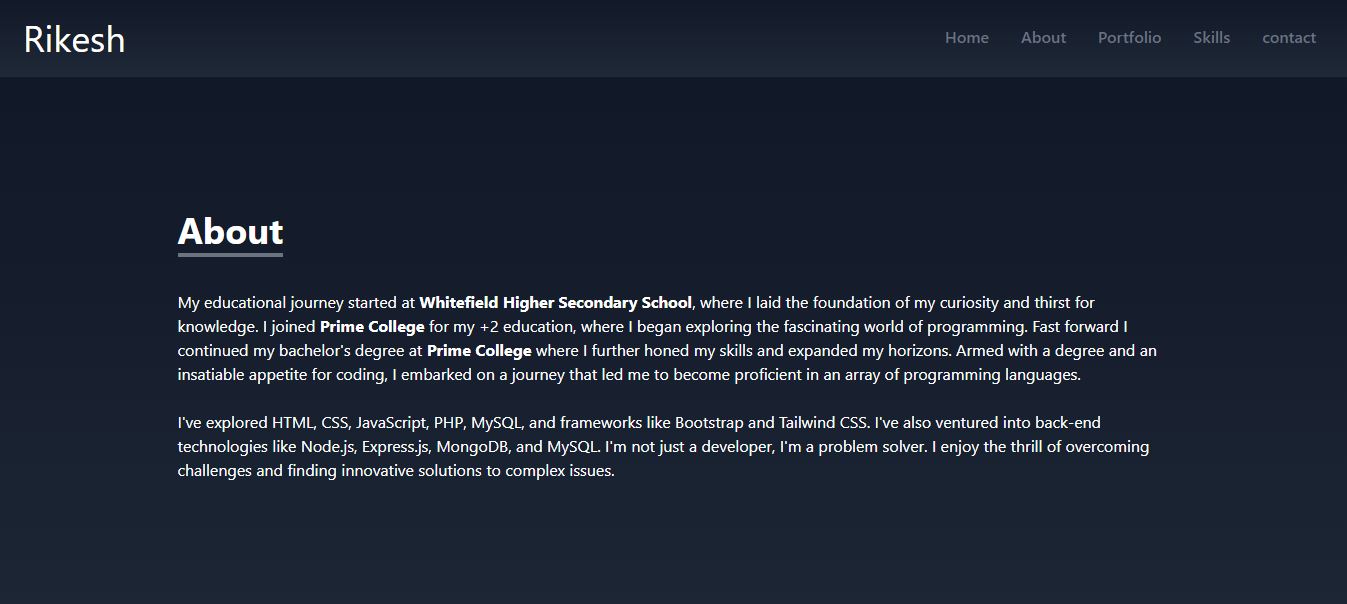 Rikesh
Home About Portfolio Skills contact
About
My educational journey started at Whitefield Higher Secondary School, where I laid the foundation of my curiosity and thirst for
knowledge. I joined Prime College for my +2 education, where I began exploring the fascinating world of programming. Fast forward I
continued my bachelor's degree at Prime College where I further honed my skills and expanded my horizons. Armed with a degree and an
insatiable appetite for coding, I embarked on a journey that led me to become proficient in an array of programming languages.
I've explored HTML, CSS, JavaScript, PHP, MySQL, and frameworks like Bootstrap and Tailwind CSS. I've also ventured into back-end
technologies like Node.js, Express.js, MongoDB, and MySQL. I'm not just a developer, I'm a problem solver. I enjoy the thrill of overcoming
challenges and finding innovative solutions to complex issues.